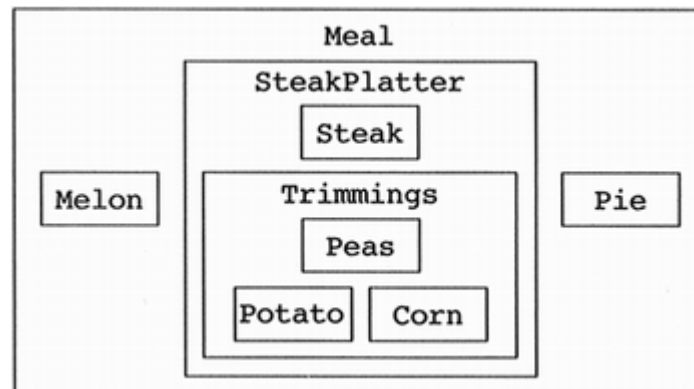 Meal
SteakPlatter
Steak
Melon
Trimmings
Pie
Peas
Potato
Corn